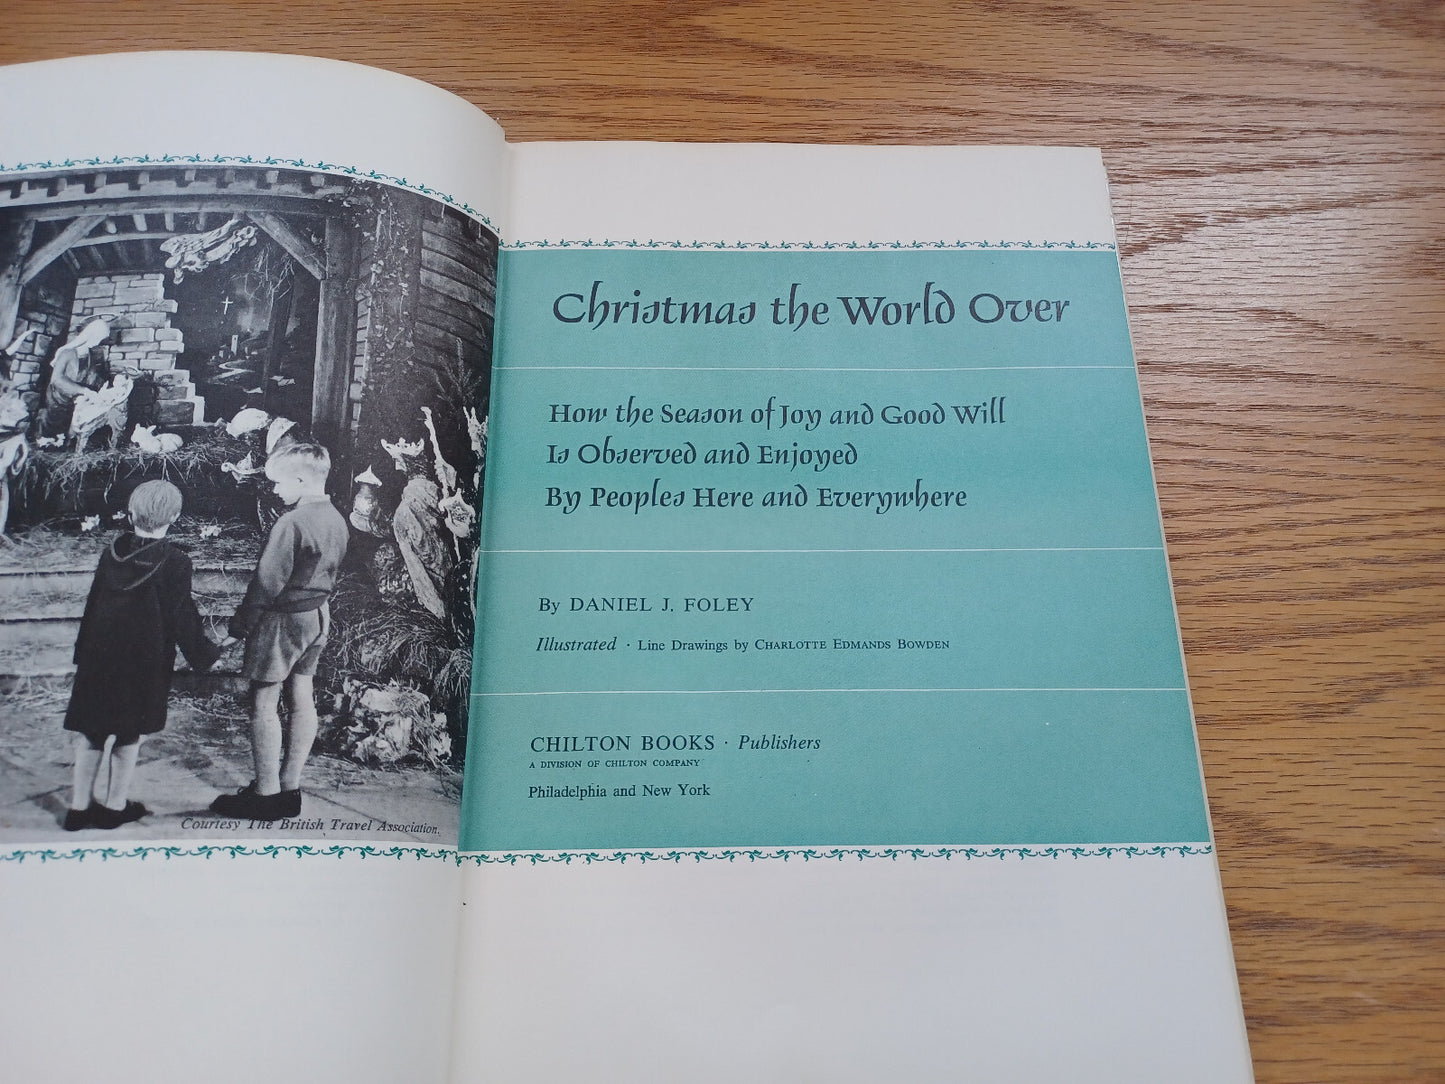 Courtesy The British Travel Association.
Christmas the World Over
How the Season of Joy and Good Will
Is Observed and Enjoyed
By Peoples Here and Everywhere
By DANIEL J. FOLEY
Illustrated · Line Drawings by CHARLOTTE EDMANDS BOWDEN
CHILTON BOOKS · Publishers
A DIVISION OF CHILTON COMPANY
Philadelphia and New York